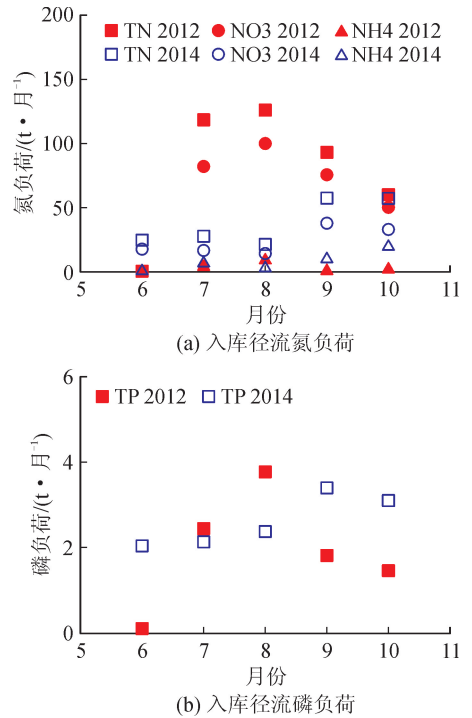 TN 2012 NO3 2012 NH4 2012
TN 2014 NO3 2014 NH4 2014
200
150
100
50
0
氮负荷/(t·月⁻¹)
5 6 7 8 9 10 11
月份
(a) 入库径流氮负荷
TP 2012 TP 2014
6
4
2
0
磷负荷/(t·月⁻¹)
5 6 7 8 9 10 11
月份
(b) 入库径流磷负荷